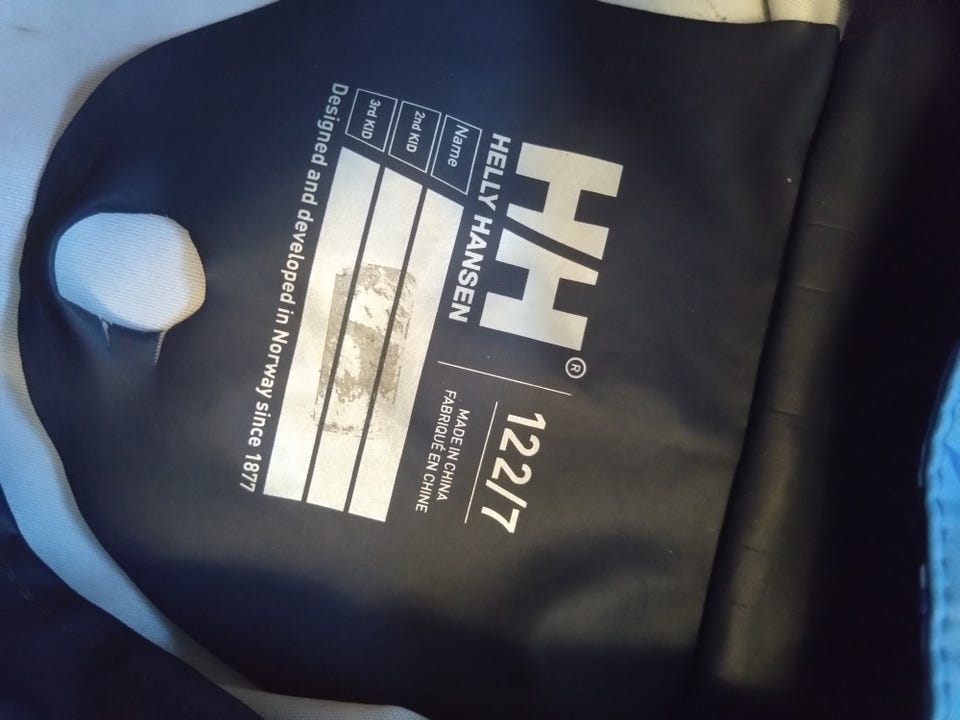 HH®
HELLY HANSEN
122/7
MADE IN CHINA
FABRIQUÉ EN CHINE
Name
2nd KID
3rd KID
Designed and developed in Norway since 1877